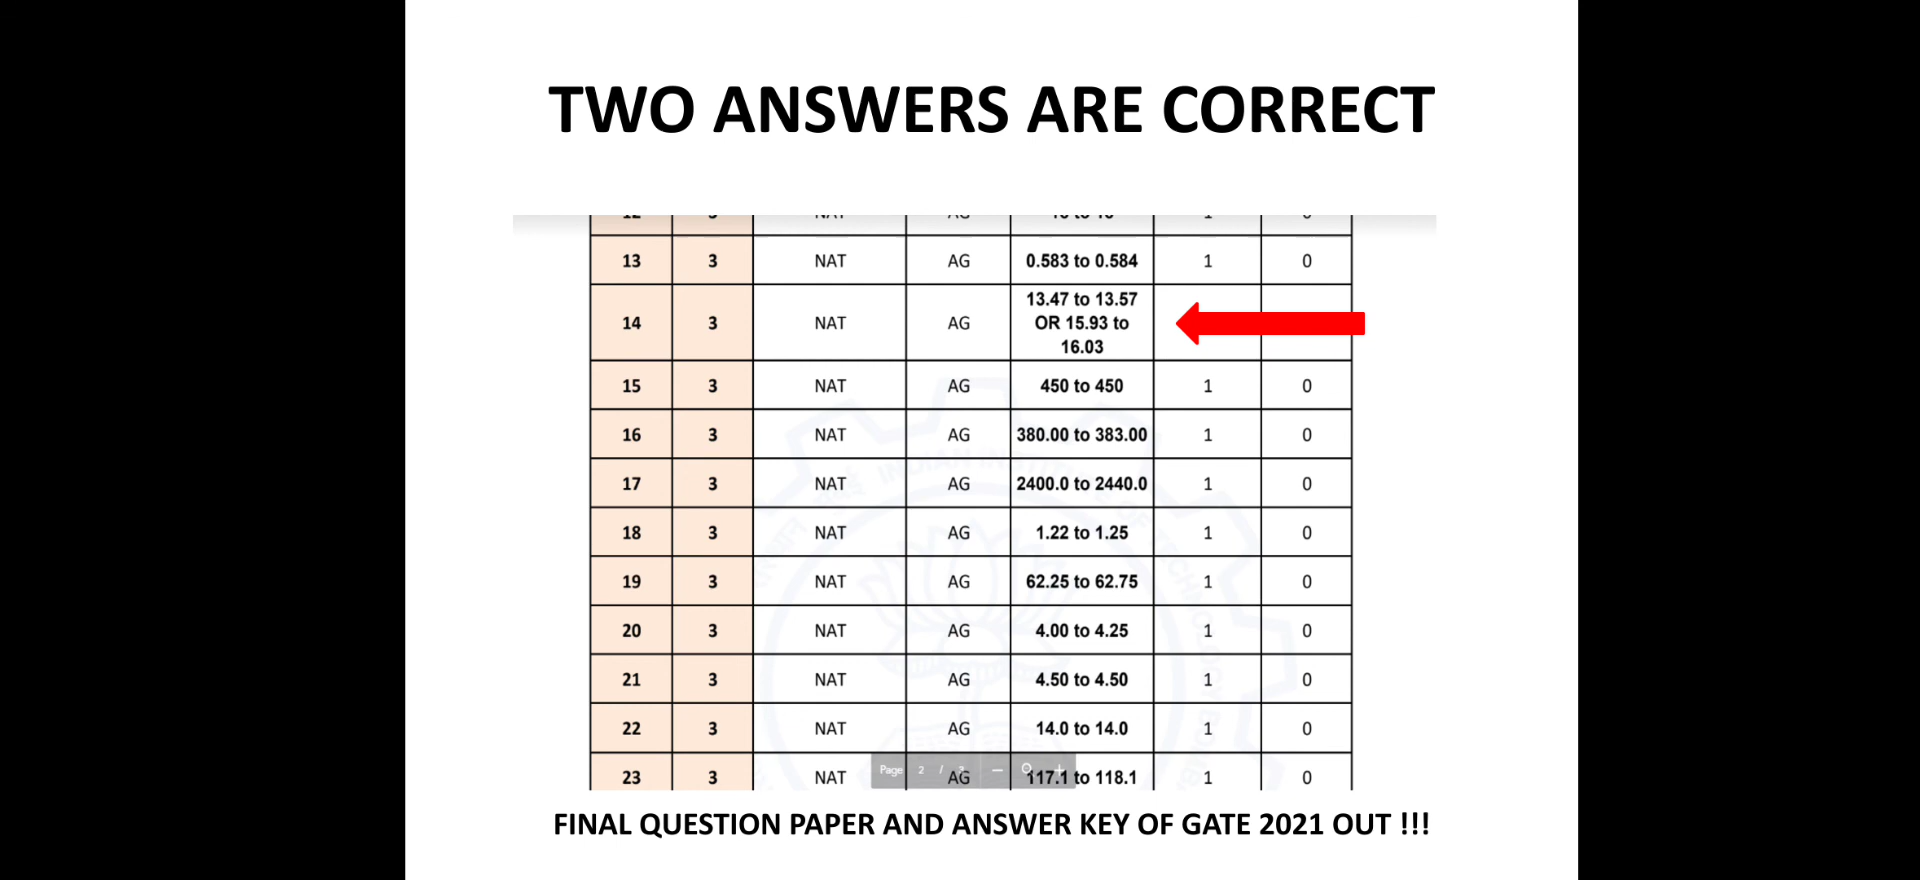 TWO ANSWERS ARE CORRECT
13 3 NAT AG 0.583 to 0.584 1 0
14 3 NAT AG 13.47 to 13.57 OR 15.93 to 16.03
15 3 NAT AG 450 to 450 1 0
16 3 NAT AG 380.00 to 383.00 1 0
17 3 NAT AG 2400.0 to 2440.0 1 0
18 3 NAT AG 1.22 to 1.25 1 0
19 3 NAT AG 62.25 to 62.75 1 0
20 3 NAT AG 4.00 to 4.25 1 0
21 3 NAT AG 4.50 to 4.50 1 0
22 3 NAT AG 14.0 to 14.0 1 0
23 3 NAT AG 117.1 to 118.1 1 0
Page 2 / 3
FINAL QUESTION PAPER AND ANSWER KEY OF GATE 2021 OUT !!!